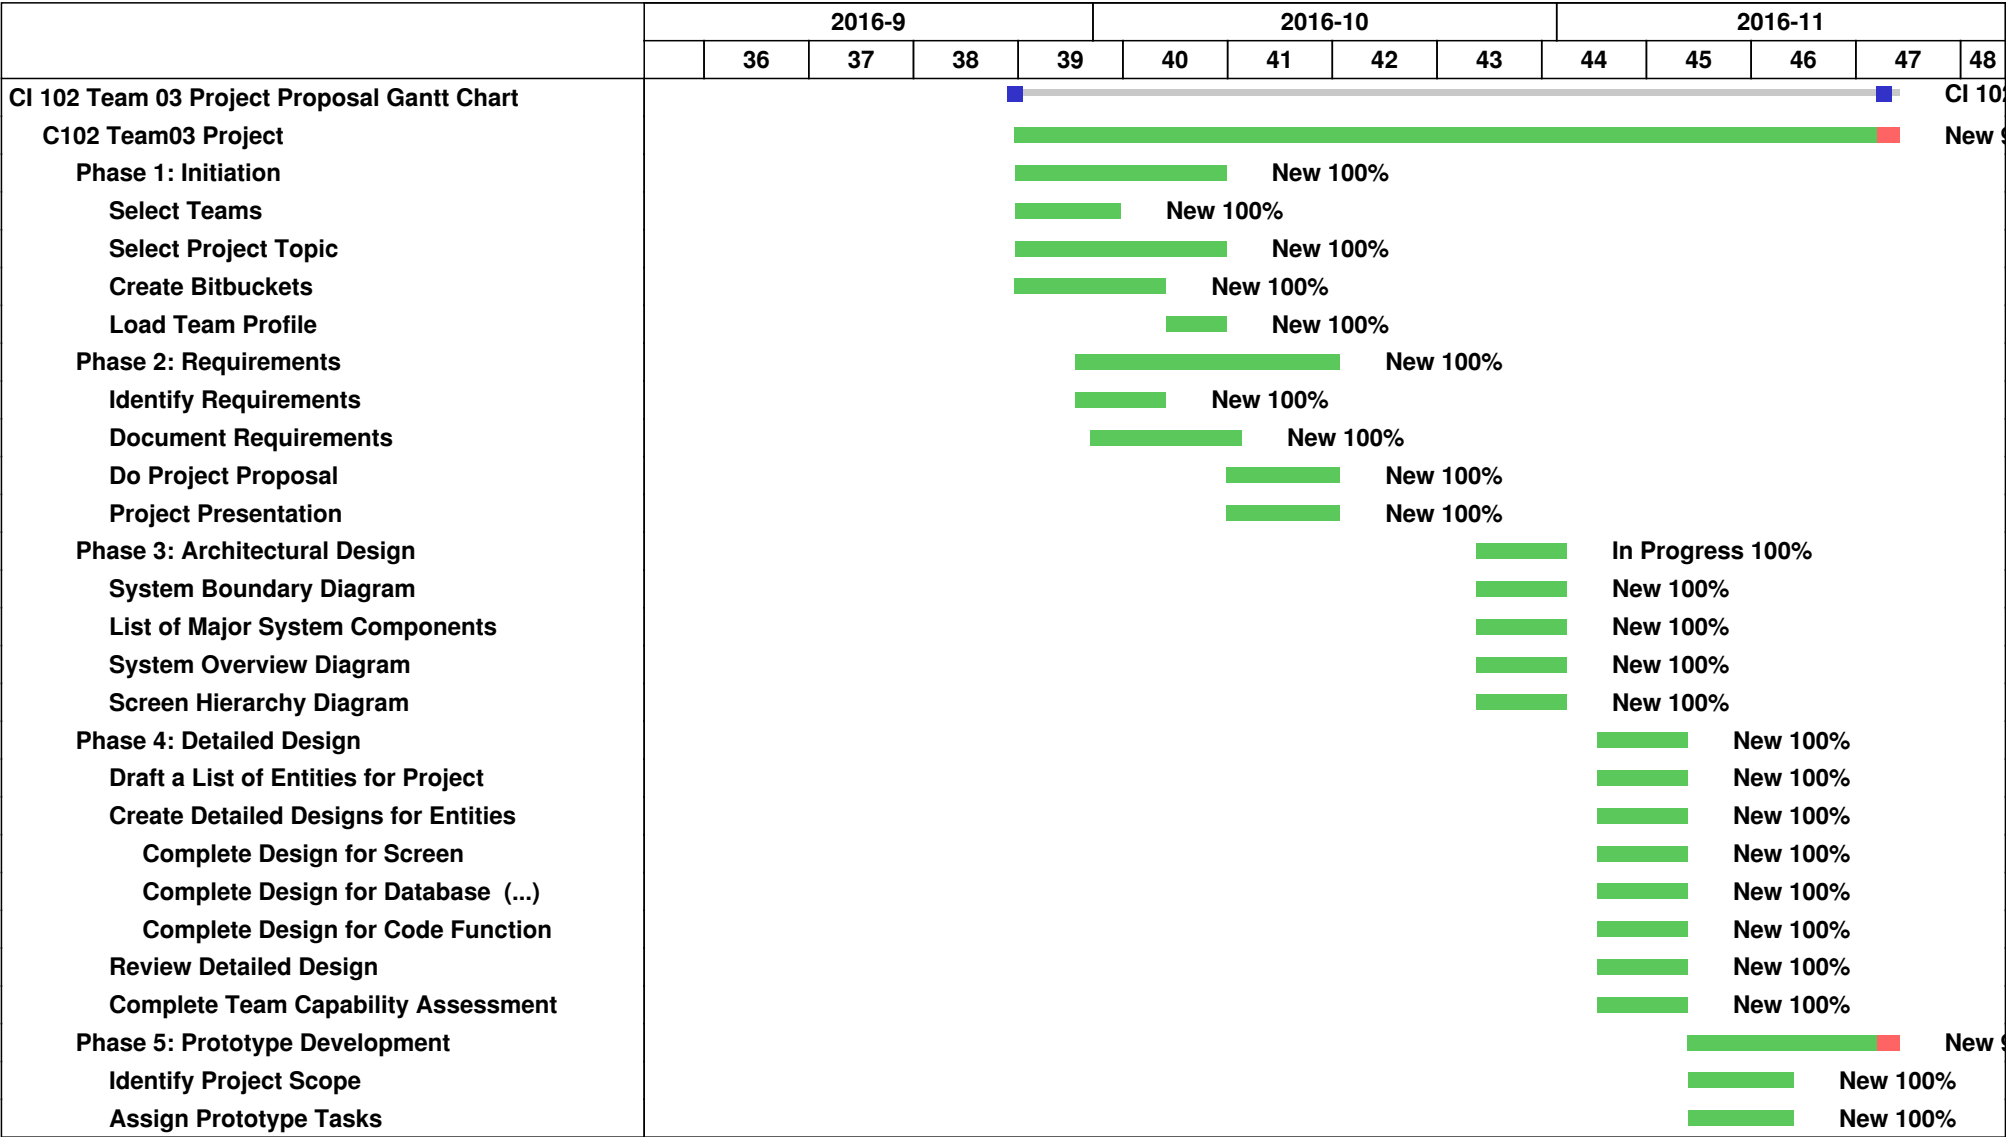 2016-9 2016-10 2016-11
36 37 38 39 40 41 42 43 44 45 46 47 48
CI 102 Team 03 Project Proposal Gantt Chart CI 102
C102 Team03 Project New 9
Phase 1: Initiation New 100%
Select Teams New 100%
Select Project Topic New 100%
Create Bitbuckets New 100%
Load Team Profile New 100%
Phase 2: Requirements New 100%
Identify Requirements New 100%
Document Requirements New 100%
Do Project Proposal New 100%
Project Presentation New 100%
Phase 3: Architectural Design In Progress 100%
System Boundary Diagram New 100%
List of Major System Components New 100%
System Overview Diagram New 100%
Screen Hierarchy Diagram New 100%
Phase 4: Detailed Design New 100%
Draft a List of Entities for Project New 100%
Create Detailed Designs for Entities New 100%
Complete Design for Screen New 100%
Complete Design for Database (...) New 100%
Complete Design for Code Function New 100%
Review Detailed Design New 100%
Complete Team Capability Assessment New 100%
Phase 5: Prototype Development New 9
Identify Project Scope New 100%
Assign Prototype Tasks New 100%